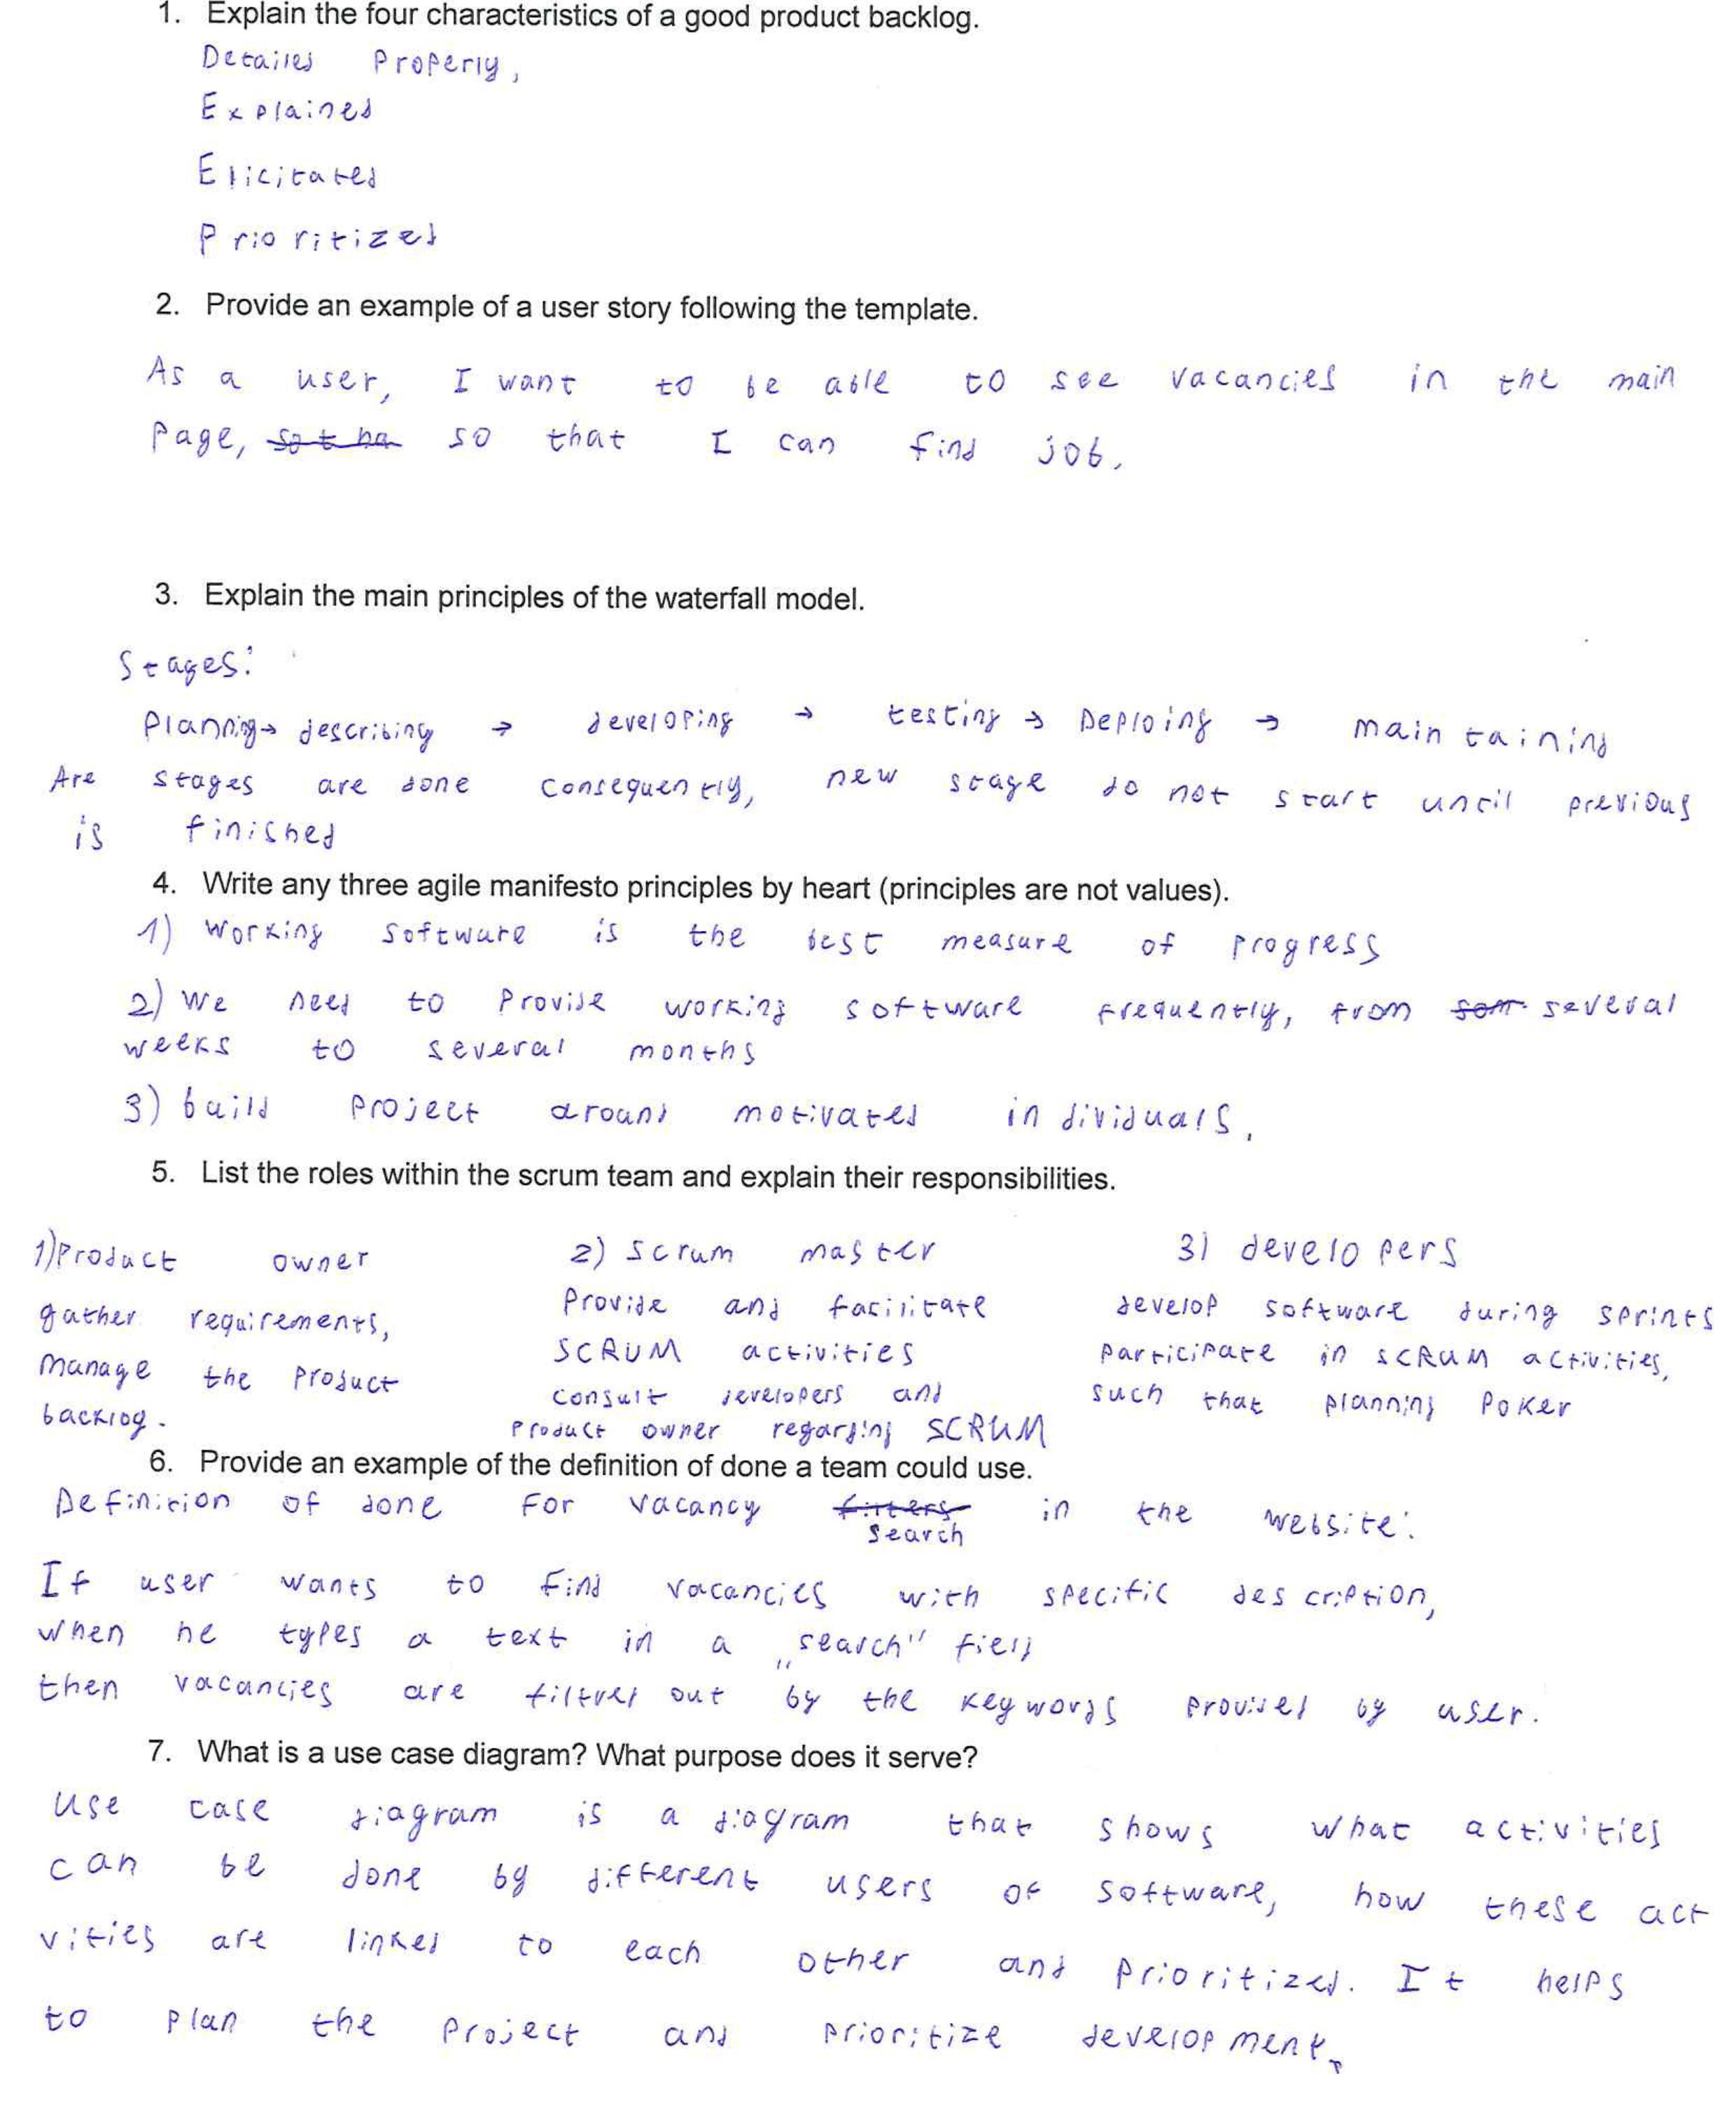 1. Explain the four characteristics of a good product backlog.
Detailed Properly,
Explained
Elicitated
Prioritized
2. Provide an example of a user story following the template.
As a user, I want to be able to see vacancies in the main
Page, so that I can find job.
3. Explain the main principles of the waterfall model.
Stages:
Planning → describing → developing → testing → Deploing → maintaining
Are stages are done consequently, new stage do not start until previous
is finished
4. Write any three agile manifesto principles by heart (principles are not values).
1) Working software is the best measure of progress
2) We need to provide working software frequently, from several
weeks to several months
3) build project around motivated individuals.
5. List the roles within the scrum team and explain their responsibilities.
1) Product owner
gather requirements,
manage the product
backlog.
2) Scrum master
Provide and facilitate
SCRUM activities
consult developers and
product owner regarding SCRUM
3) developers
develop software during sprints
participate in SCRUM activities,
such that planning Poker
6. Provide an example of the definition of done a team could use.
Definition of done For vacancy filters in the website:
search
If user wants to find vacancies with specific description,
when he types a text in a „search" field
then vacancies are filtred out by the keywords provided by user.
7. What is a use case diagram? What purpose does it serve?
Use case diagram is a diagram that shows what activities
can be done by different users of software, how these act
vities are linked to each other and prioritized. It helps
to plan the project and prioritize development.